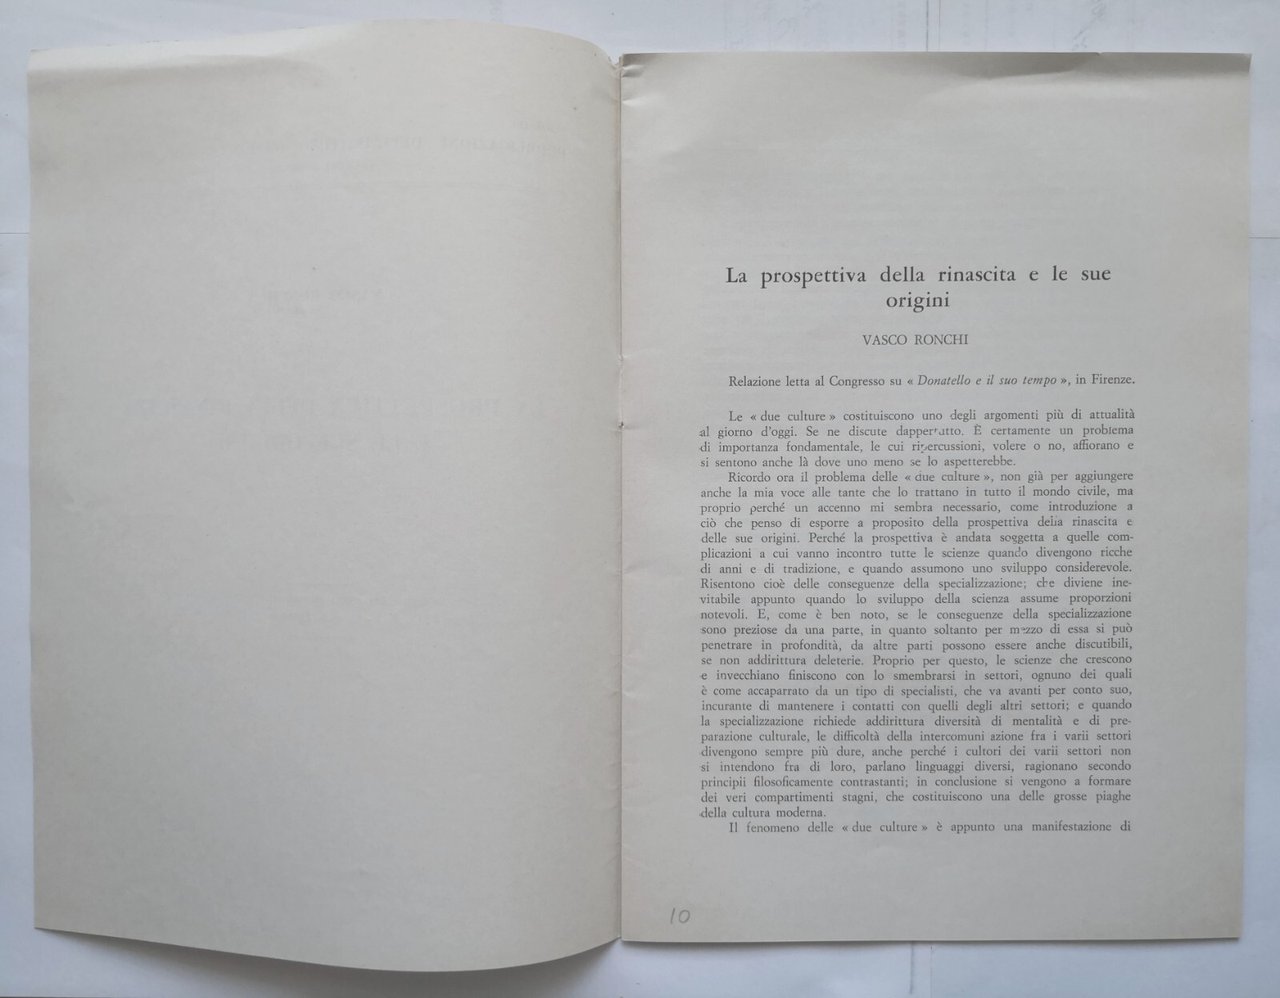 La prospettiva della rinascita e le sue
origini
VASCO RONCHI
Relazione letta al Congresso su « Donatello e il suo tempo », in Firenze.
Le « due culture » costituiscono uno degli argomenti più di attualità
al giorno d'oggi. Se ne discute dappertutto. È certamente un problema
di importanza fondamentale, le cui ripercussioni, volere o no, affiorano e
si sentono anche là dove uno meno se lo aspetterebbe.
Ricordo ora il problema delle « due culture », non già per aggiungere
anche la mia voce alle tante che lo trattano in tutto il mondo civile, ma
proprio perché un accenno mi sembra necessario, come introduzione a
ciò che penso di esporre a proposito della prospettiva della rinascita e
delle sue origini. Perché la prospettiva è andata soggetta a quelle com-
plicazioni a cui vanno incontro tutte le scienze quando divengono ricche
di anni e di tradizione, e quando assumono uno sviluppo considerevole.
Risentono cioè delle conseguenze della specializzazione; che diviene ine-
vitabile appunto quando lo sviluppo della scienza assume proporzioni
notevoli. E, come è ben noto, se le conseguenze della specializzazione
sono preziose da una parte, in quanto soltanto per mezzo di essa si può
penetrare in profondità, da altre parti possono essere anche discutibili,
se non addirittura deleterie. Proprio per questo, le scienze che crescono
e invecchiano finiscono con lo smembrarsi in settori, ognuno dei quali
è come accaparrato da un tipo di specialisti, che va avanti per conto suo,
incurante di mantenere i contatti con quelli degli altri settori; e quando
la specializzazione richiede addirittura diversità di mentalità e di pre-
parazione culturale, le difficoltà della intercomuni azione fra i varii settori
divengono sempre più dure, anche perché i cultori dei varii settori non
si intendono fra di loro, parlano linguaggi diversi, ragionano secondo
principii filosoficamente contrastanti; in conclusione si vengono a formare
dei veri compartimenti stagni, che costituiscono una delle grosse piaghe
della cultura moderna.
Il fenomeno delle « due culture » è appunto una manifestazione di
10